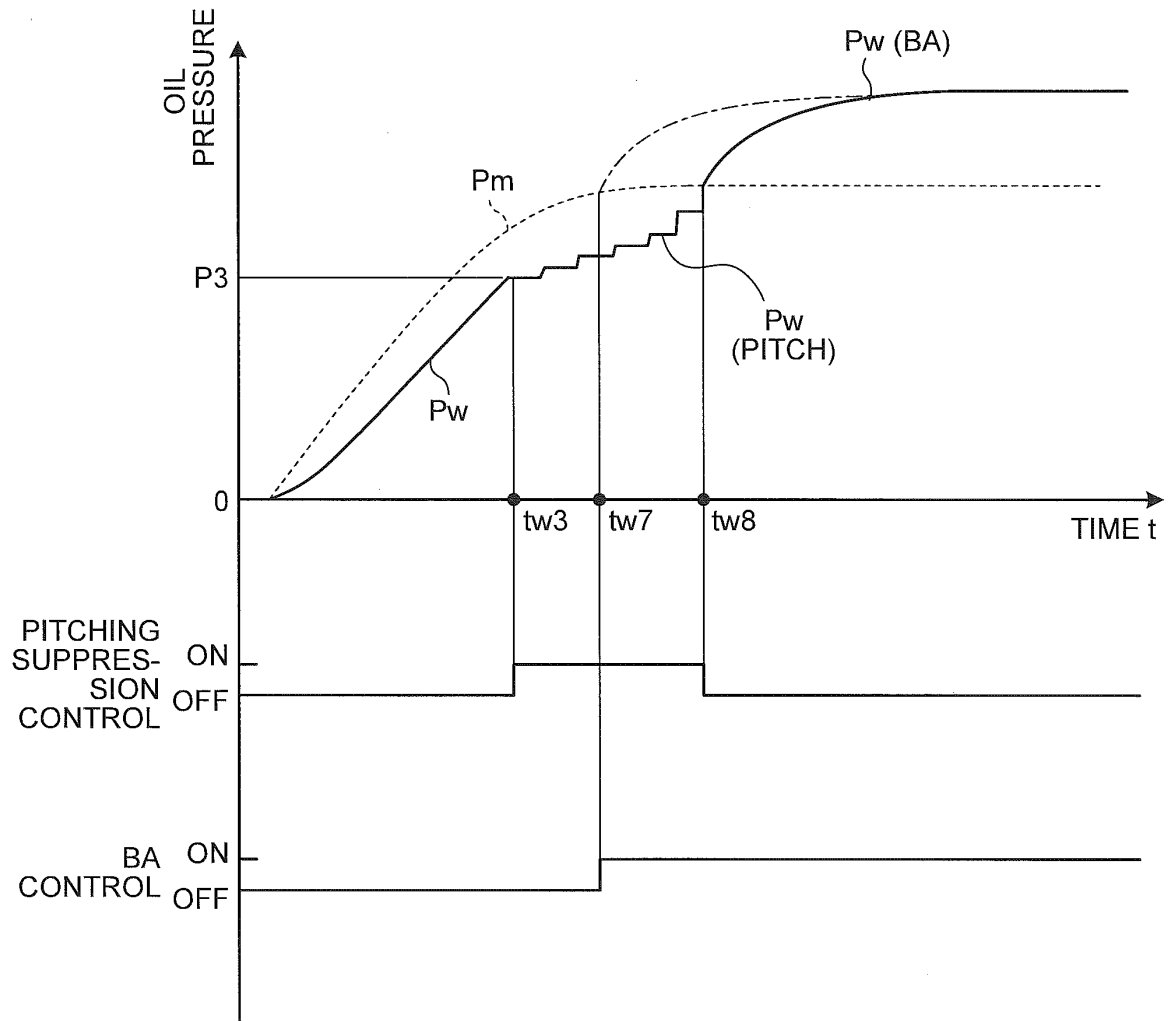 OIL
PRESSURE
Pw (BA)
Pm
P3
Pw
(PITCH)
Pw
0
tw3
tw7
tw8
TIME t
PITCHING
SUPPRES-
SION
CONTROL
ON
OFF
BA
CONTROL
ON
OFF